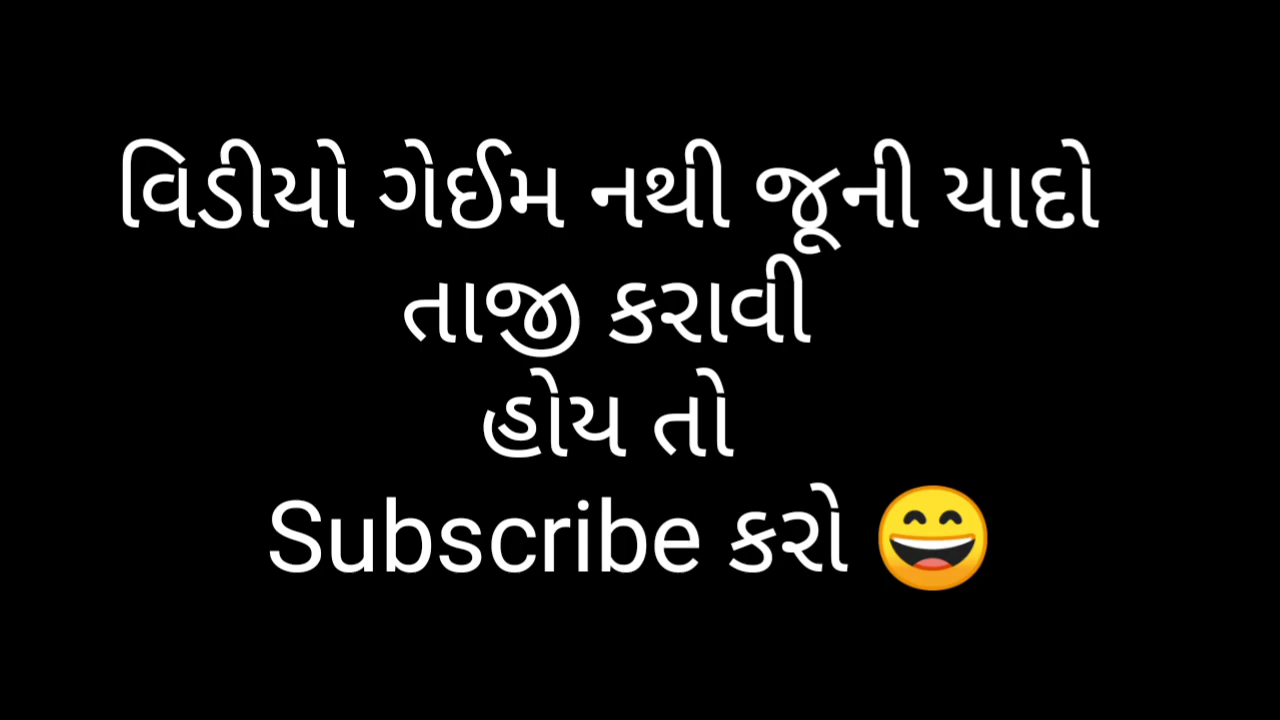 વિડીયો ગેઈમ નથી જૂની યાદો
તાજી કરાવી
હોય તો
Subscribe કરો 😄